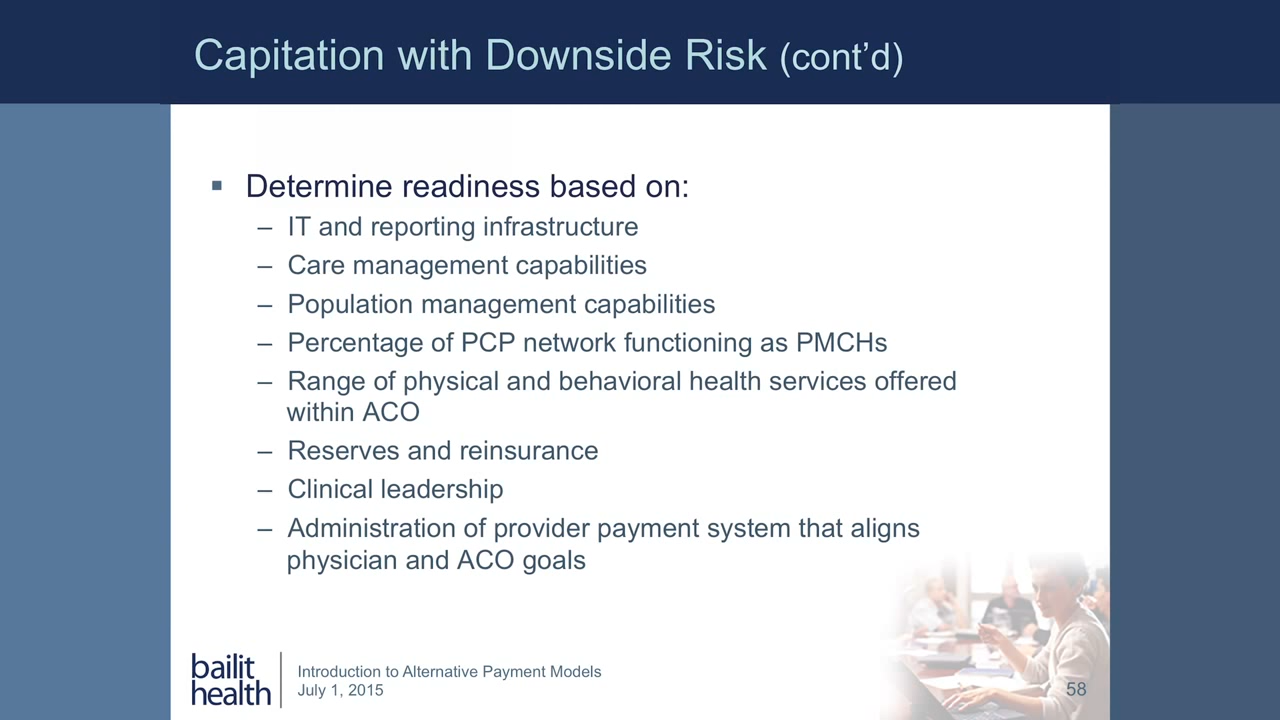 Capitation with Downside Risk (cont’d)
▪ Determine readiness based on:
– IT and reporting infrastructure
– Care management capabilities
– Population management capabilities
– Percentage of PCP network functioning as PMCHs
– Range of physical and behavioral health services offered
within ACO
– Reserves and reinsurance
– Clinical leadership
– Administration of provider payment system that aligns
physician and ACO goals
bailit
health
Introduction to Alternative Payment Models
July 1, 2015
58